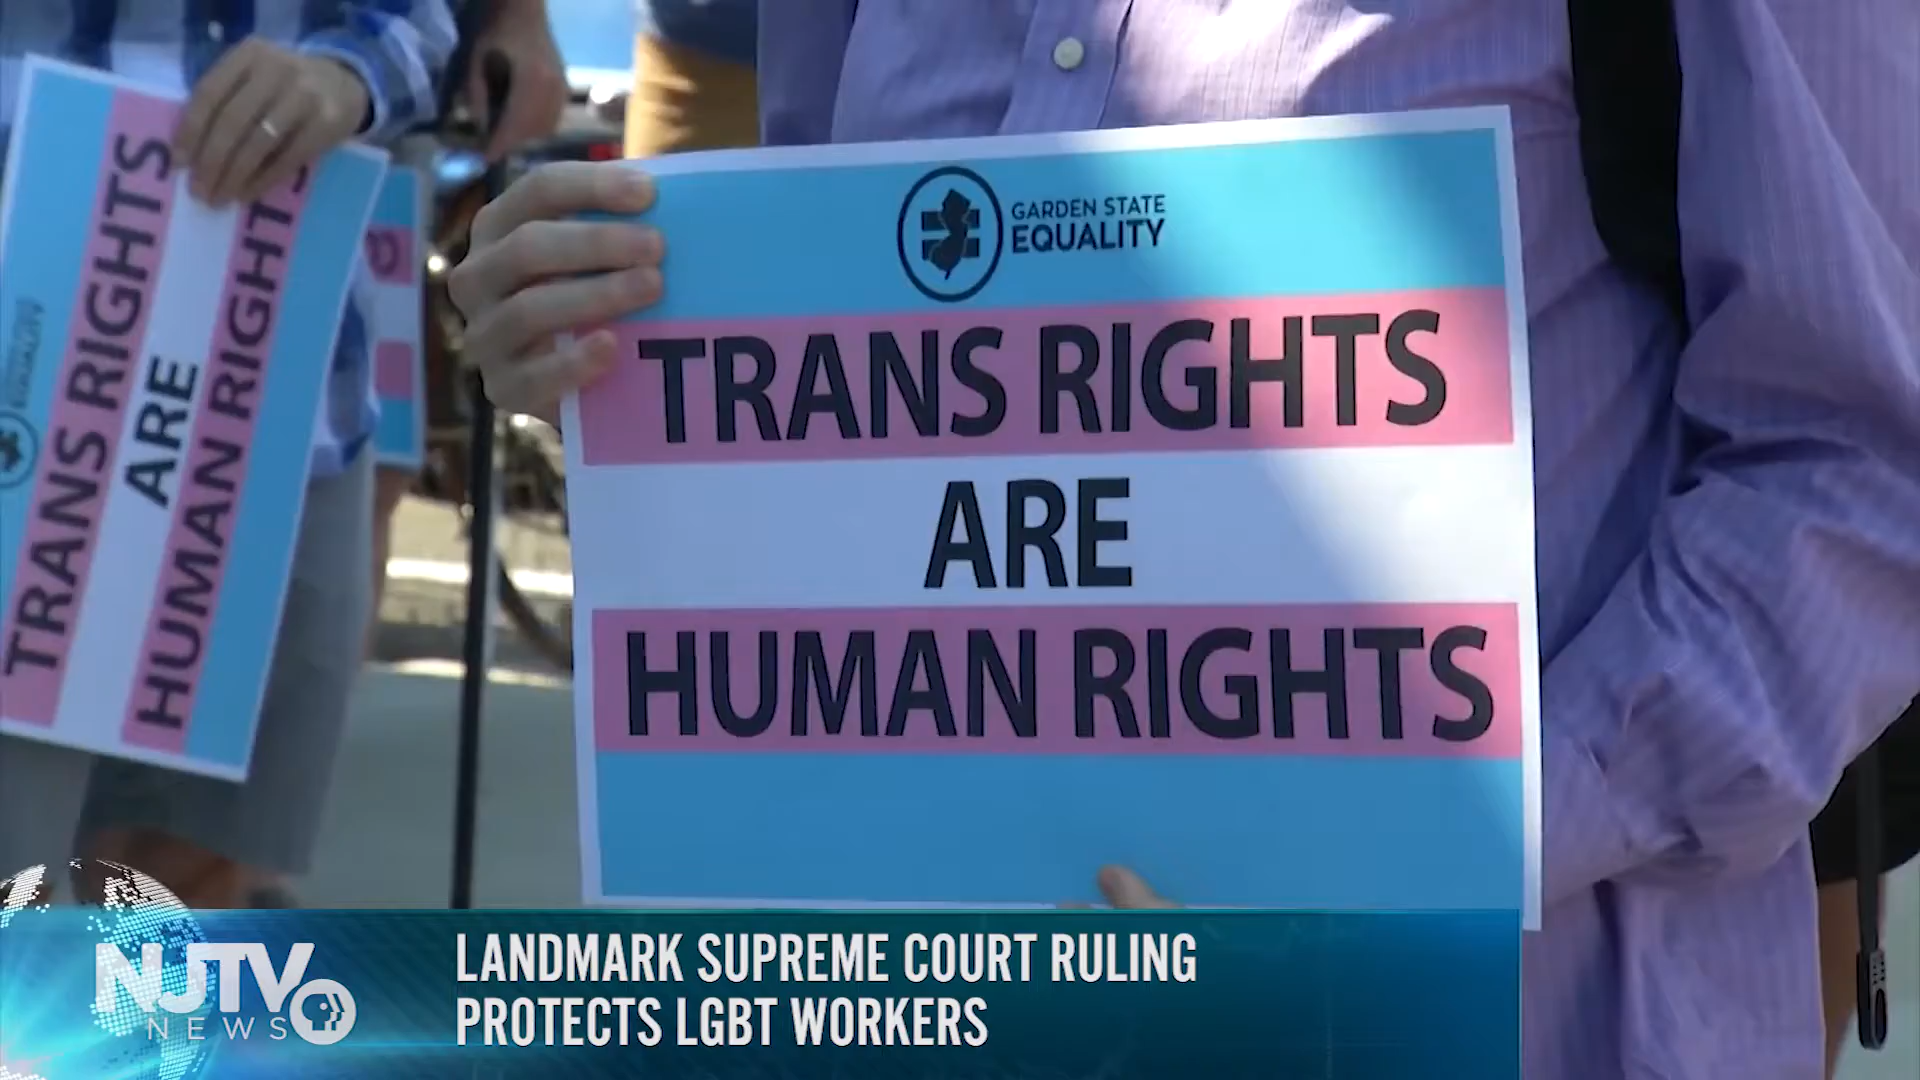 TRANS RIGHTS
ARE
HUMAN RIGHTS
GARDEN STATE
EQUALITY
TRANS RIGHTS
ARE
HUMAN RIGHTS
NJTV
NEWS
LANDMARK SUPREME COURT RULING
PROTECTS LGBT WORKERS